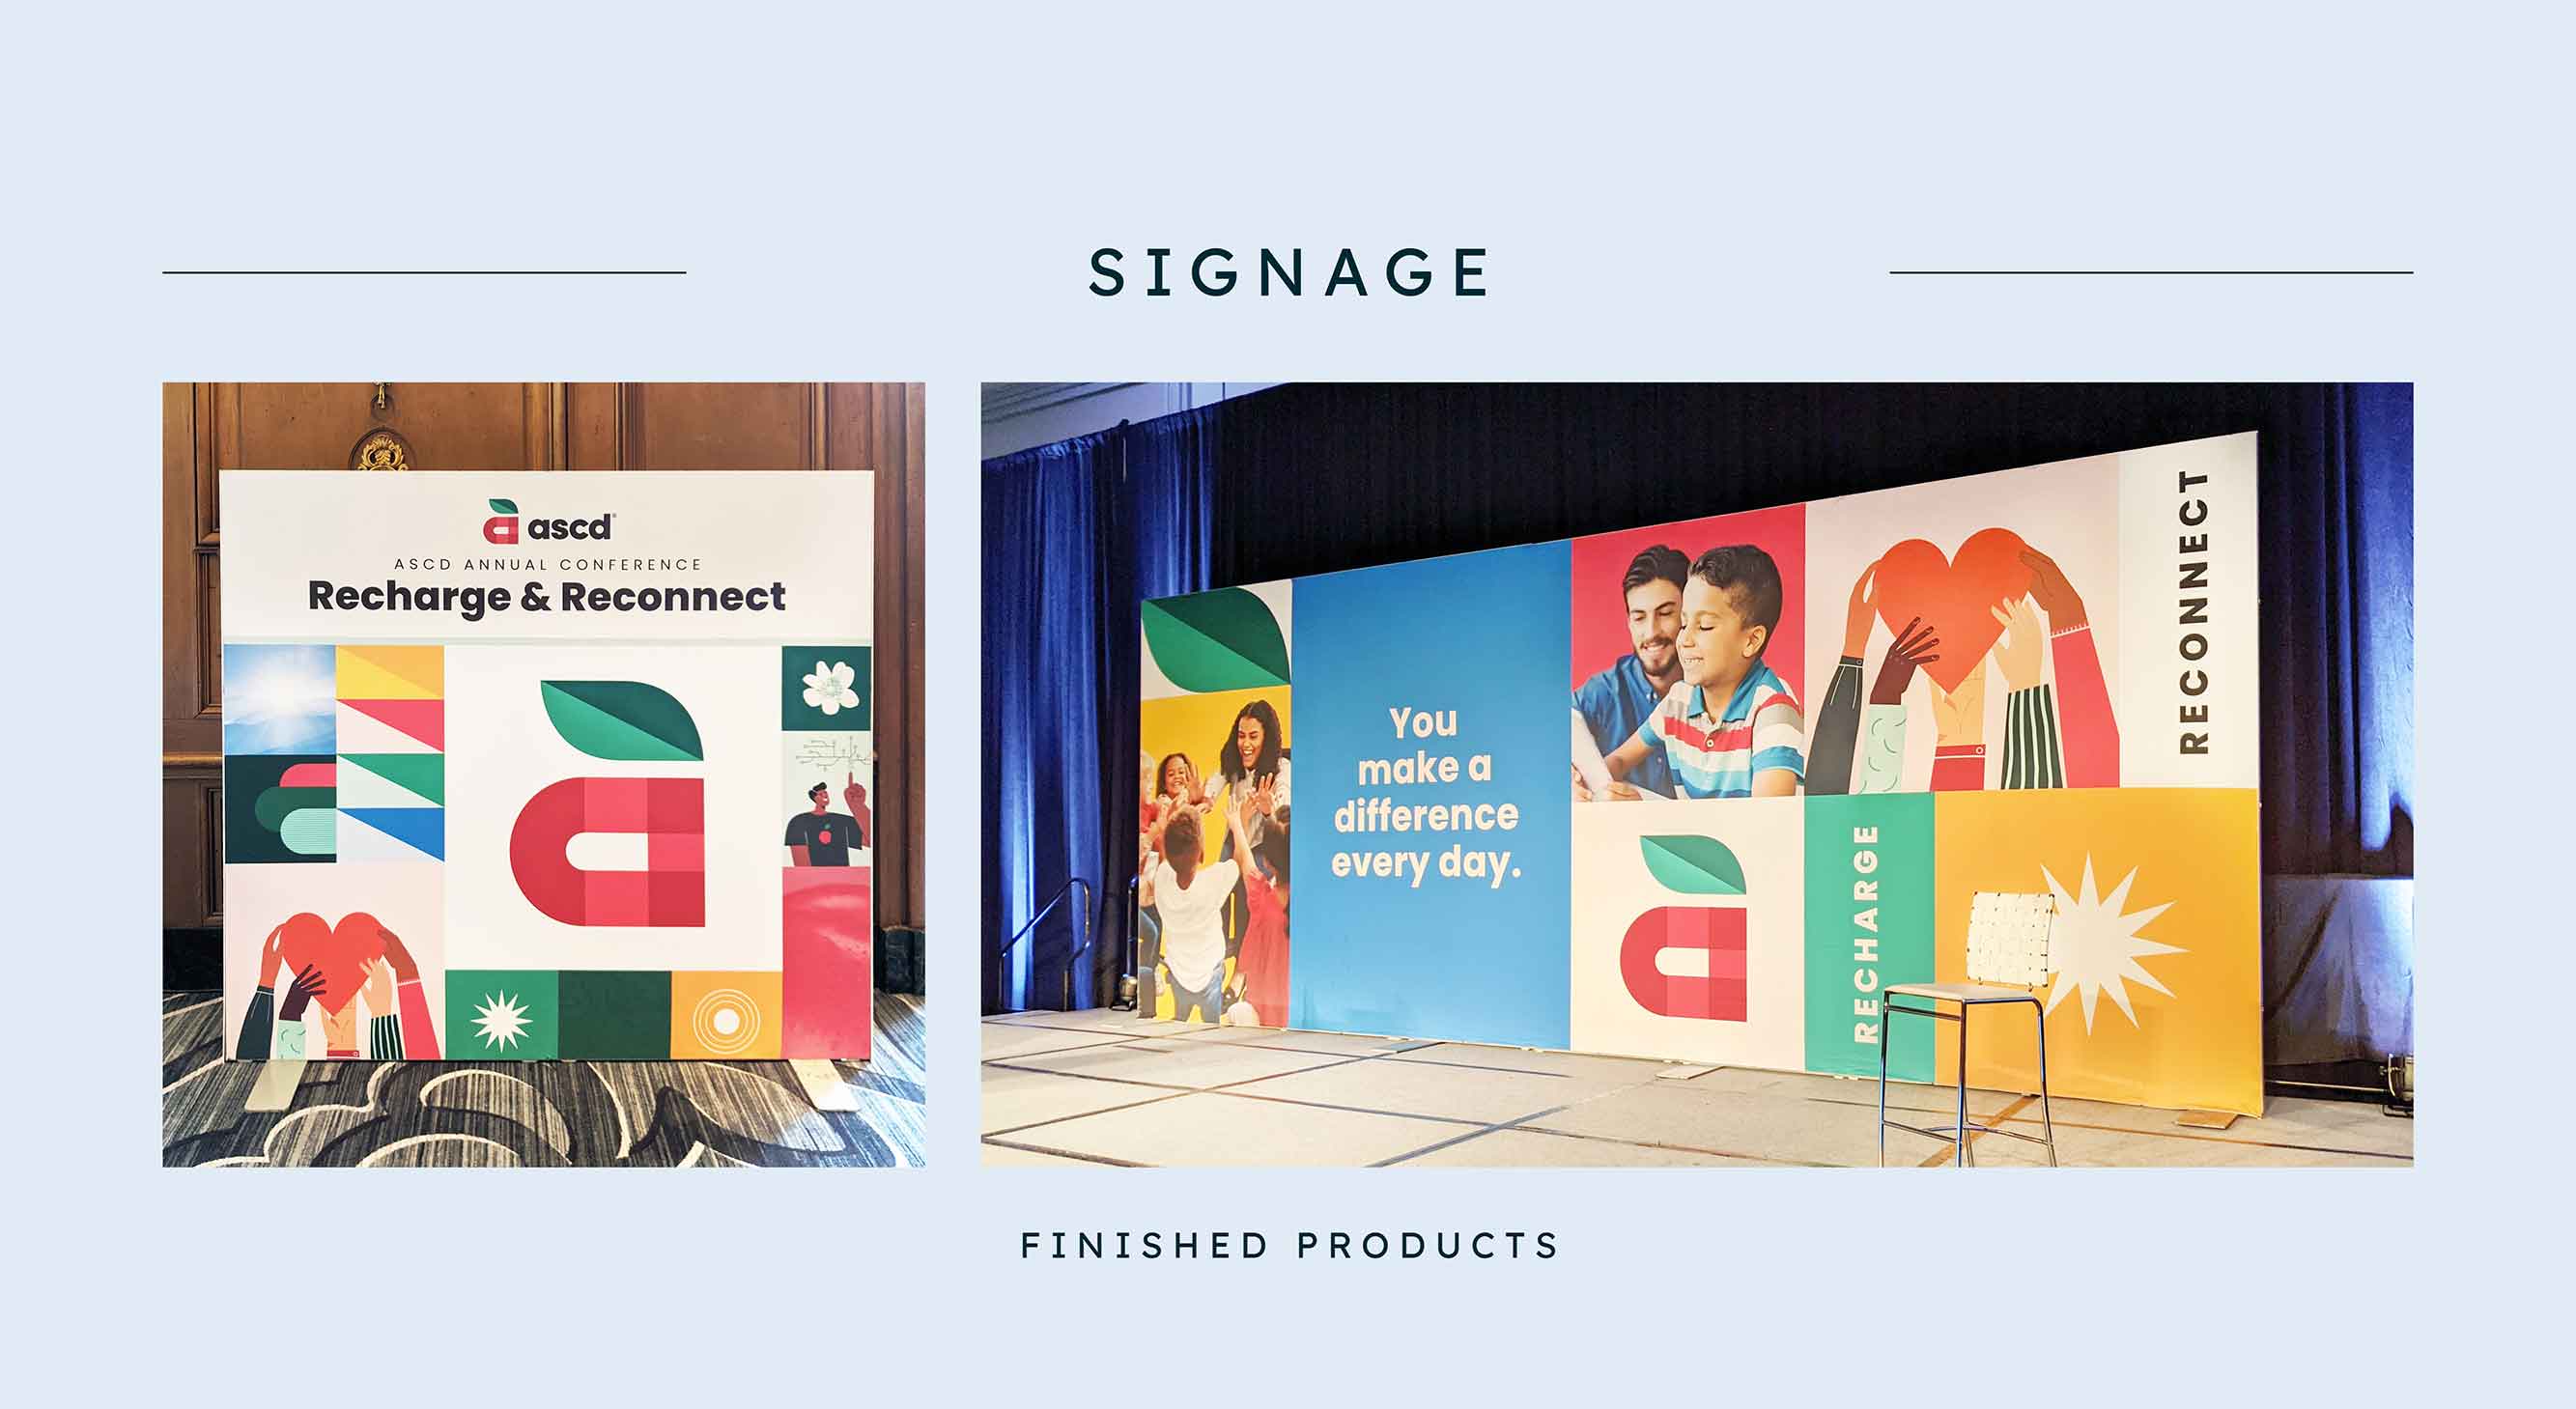 SIGNAGE
ascd
ASCD ANNUAL CONFERENCE
Recharge & Reconnect
You
make a
difference
every day.
RECONNECT
RECHARGE
FINISHED PRODUCTS